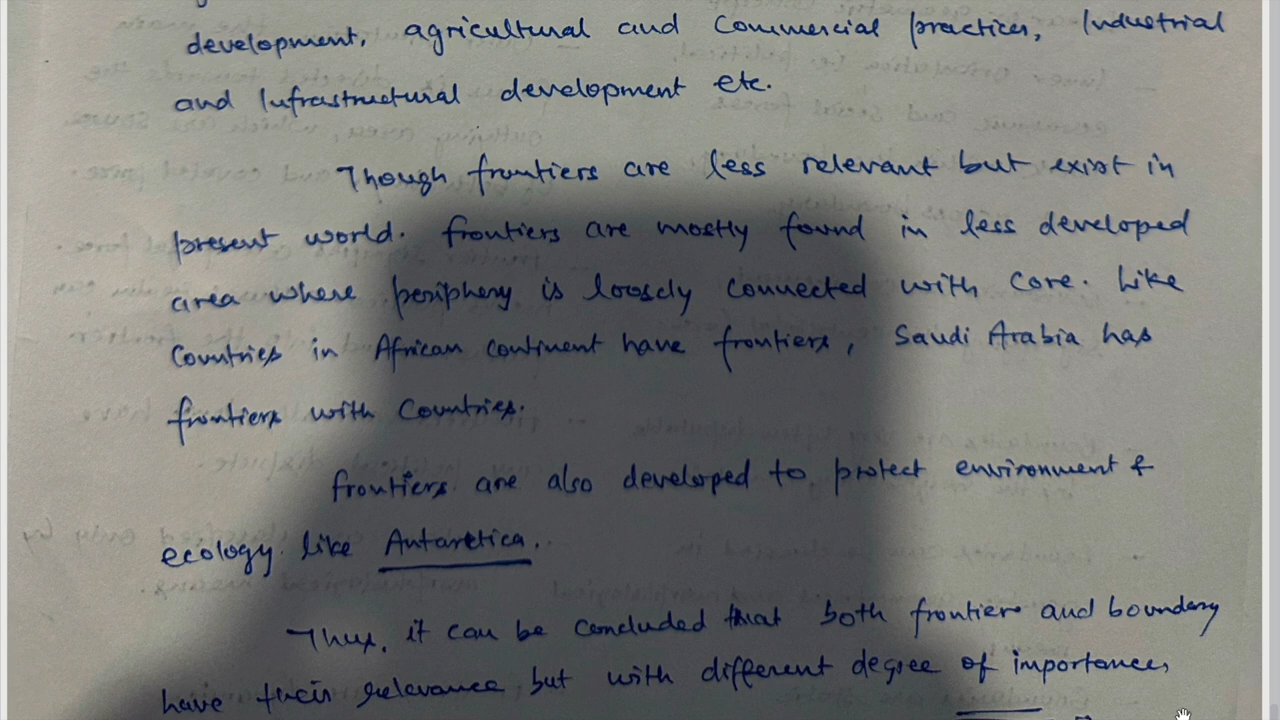 development, agricultural and Commercial practices, Industrial
and Infrastructural development etc.
Though frontiers are less relevant but exist in
present world. frontiers are mostly found in less developed
area where periphery is loosely connected with Core. Like
Countries in African continent have frontiers, Saudi Arabia has
frontiers with Countries.
frontiers are also developed to protect environment &
ecology. like Antarctica.
Thus, it can be concluded that both frontier and boundary
have their relevance but with different degree of importances